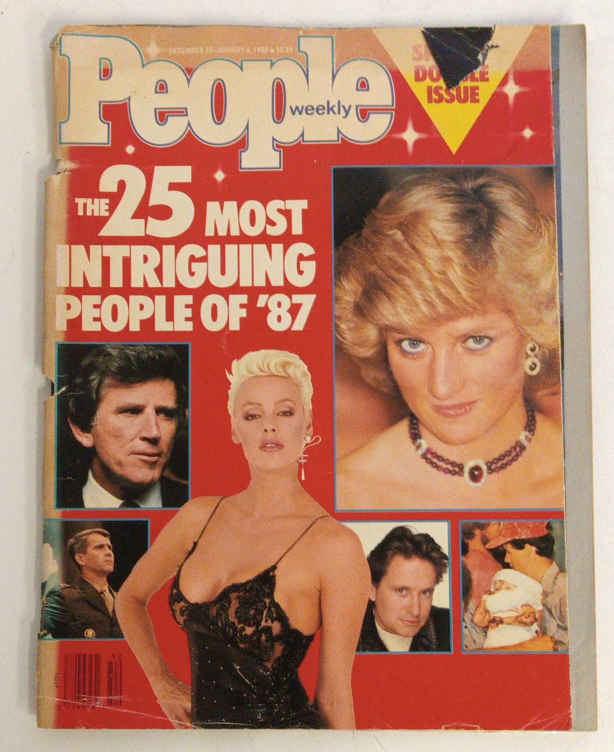 People
weekly
DOUBLE
ISSUE
THE 25 MOST
INTRIGUING
PEOPLE OF '87